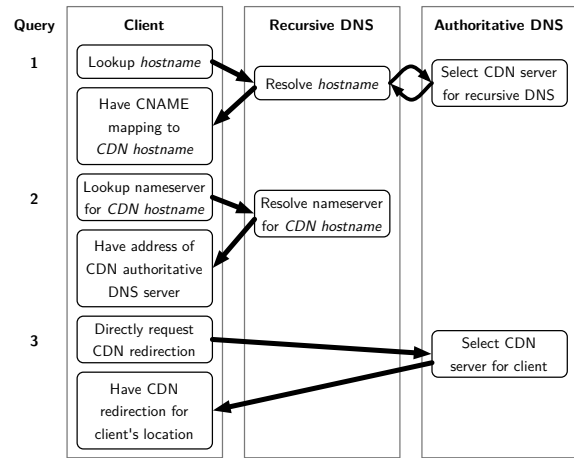 Query Client Recursive DNS Authoritative DNS
1
Lookup hostname
Resolve hostname
Select CDN server
for recursive DNS
Have CNAME
mapping to
CDN hostname
2
Lookup nameserver
for CDN hostname
Resolve nameserver
for CDN hostname
Have address of
CDN authoritative
DNS server
3
Directly request
CDN redirection
Select CDN
server for client
Have CDN
redirection for
client's location